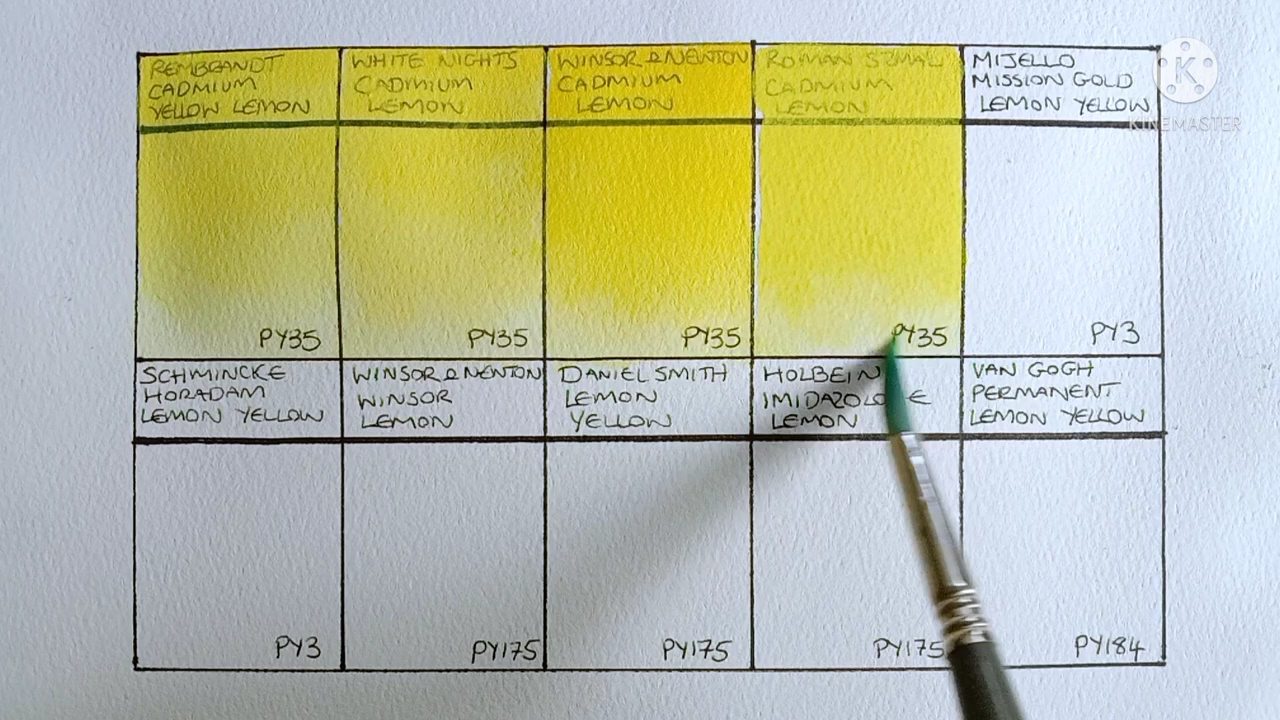 REMBRANDT
CADMIUM
YELLOW LEMON
PY35
WHITE NIGHTS
CADMIUM
LEMON
PY35
WINSOR & NEWTON
CADMIUM
LEMON
PY35
ROMAN SZMAL
CADMIUM
LEMON
PY35
MIJELLO
MISSION GOLD
LEMON YELLOW
PY3
K
KINEMASTER
SCHMINCKE
HORADAM
LEMON YELLOW
PY3
WINSOR & NEWTON
WINSOR
LEMON
PY175
DANIEL SMITH
LEMON
YELLOW
PY175
HOLBEIN
LEMON
PY175
VAN GOGH
PERMANENT
LEMON YELLOW
PY184